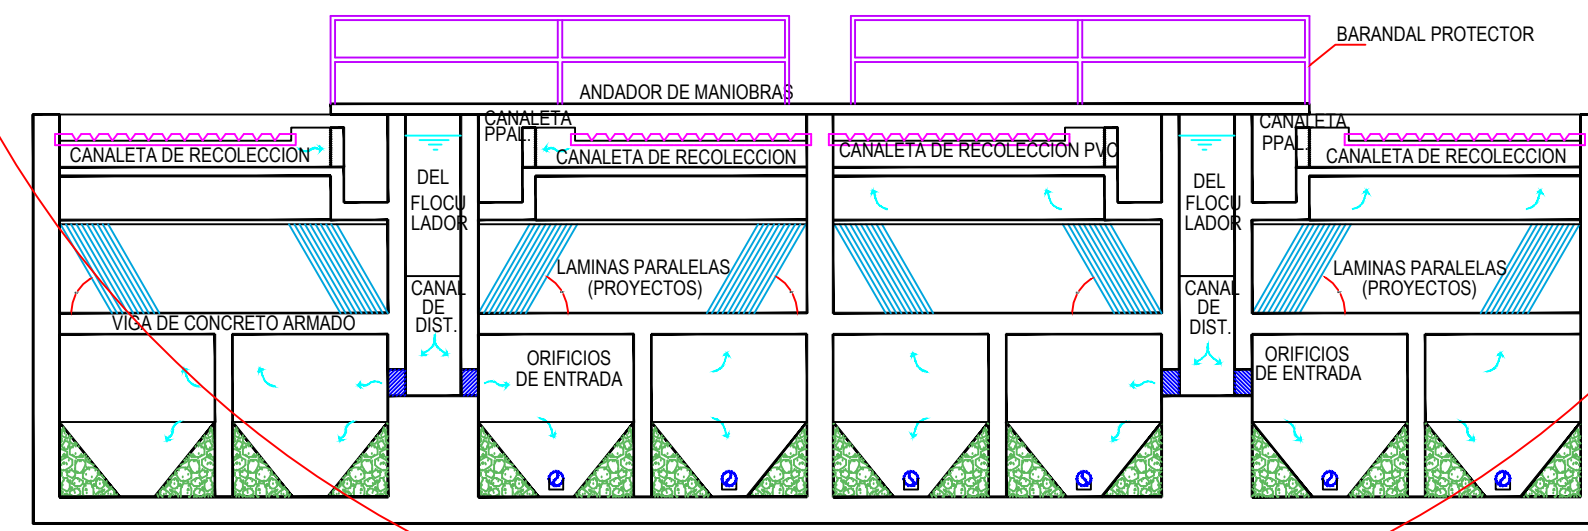 BARANDAL PROTECTOR
ANDADOR DE MANIOBRAS
CANALETA
PPAL.
CANALETA
PPAL.
CANALETA DE RECOLECCION
CANALETA DE RECOLECCION
CANALETA DE RECOLECCION PVC
CANALETA DE RECOLECCION
DEL
FLOCU
LADOR
DEL
FLOCU
LADOR
LAMINAS PARALELAS
(PROYECTOS)
LAMINAS PARALELAS
(PROYECTOS)
CANAL
DE
DIST.
CANAL
DE
DIST.
VIGA DE CONCRETO ARMADO
ORIFICIOS
DE ENTRADA
ORIFICIOS
DE ENTRADA